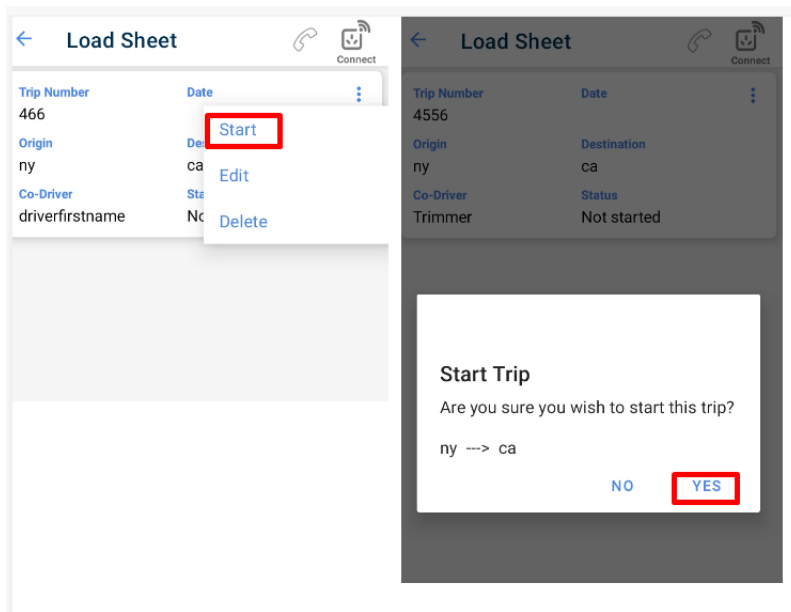 Load Sheet
Connect
Trip Number Date
466
Start
Origin
ny ca
Edit
Co-Driver
driverfirstname
Delete
Load Sheet
Connect
Trip Number Date
4556
Origin Destination
ny ca
Co-Driver Status
Trimmer Not started
Start Trip
Are you sure you wish to start this trip?
ny ---> ca
NO YES